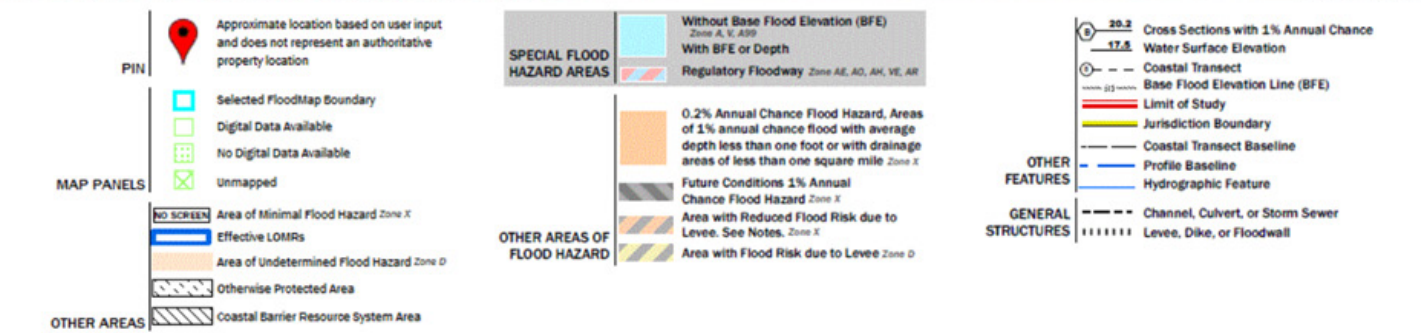 PIN
Approximate location based on user input
and does not represent an authoritative
property location
MAP PANELS
Selected FloodMap Boundary
Digital Data Available
No Digital Data Available
Unmapped
OTHER AREAS
NO SCREEN Area of Minimal Flood Hazard Zone X
Effective LOMRs
Area of Undetermined Flood Hazard Zone D
Otherwise Protected Area
Coastal Barrier Resource System Area
SPECIAL FLOOD
HAZARD AREAS
Without Base Flood Elevation (BFE)
Zone A, V, A99
With BFE or Depth
Regulatory Floodway Zone AE, AO, AH, VE, AR
OTHER AREAS OF
FLOOD HAZARD
0.2% Annual Chance Flood Hazard, Areas
of 1% annual chance flood with average
depth less than one foot or with drainage
areas of less than one square mile Zone X
Future Conditions 1% Annual
Chance Flood Hazard Zone X
Area with Reduced Flood Risk due to
Levee. See Notes. Zone X
Area with Flood Risk due to Levee Zone D
OTHER
FEATURES
20.2 Cross Sections with 1% Annual Chance
17.5 Water Surface Elevation
Coastal Transect
Base Flood Elevation Line (BFE)
Limit of Study
Jurisdiction Boundary
Coastal Transect Baseline
Profile Baseline
Hydrographic Feature
GENERAL
STRUCTURES
Channel, Culvert, or Storm Sewer
Levee, Dike, or Floodwall